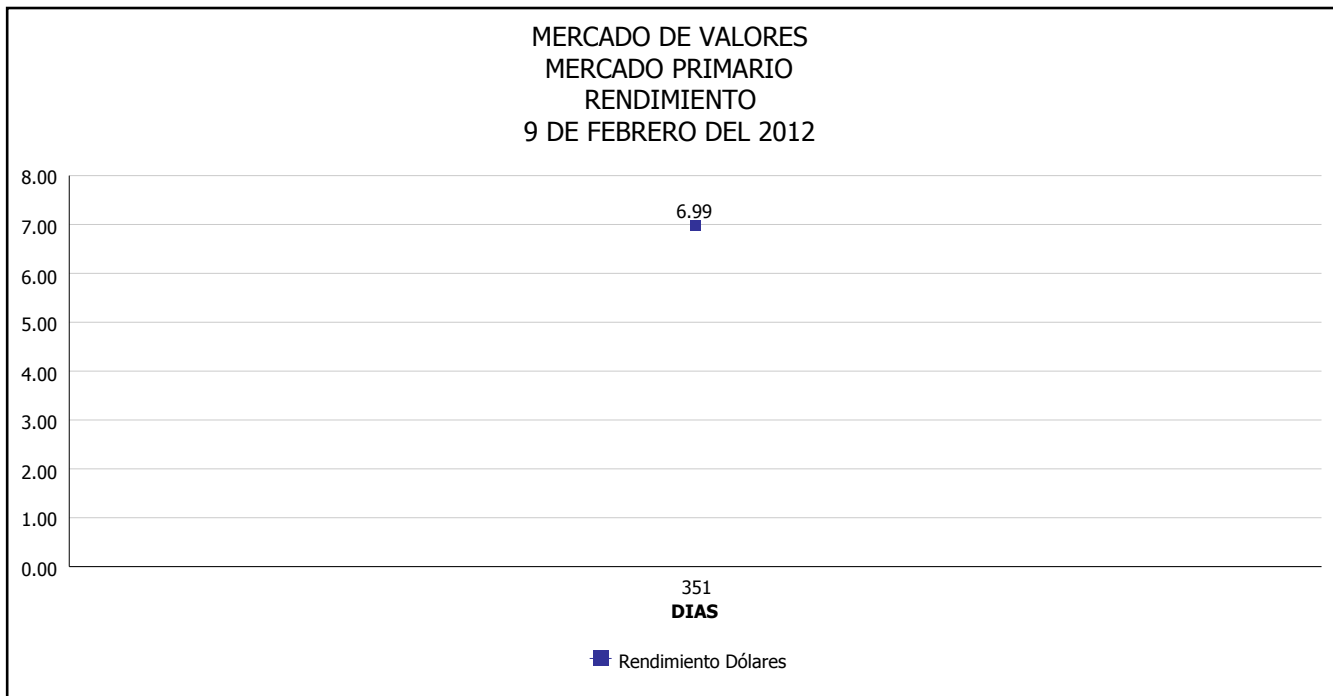 MERCADO DE VALORES
MERCADO PRIMARIO
RENDIMIENTO
9 DE FEBRERO DEL 2012
8.00
6.99
7.00
6.00
5.00
4.00
3.00
2.00
1.00
0.00
351
DIAS
Rendimiento Dólares